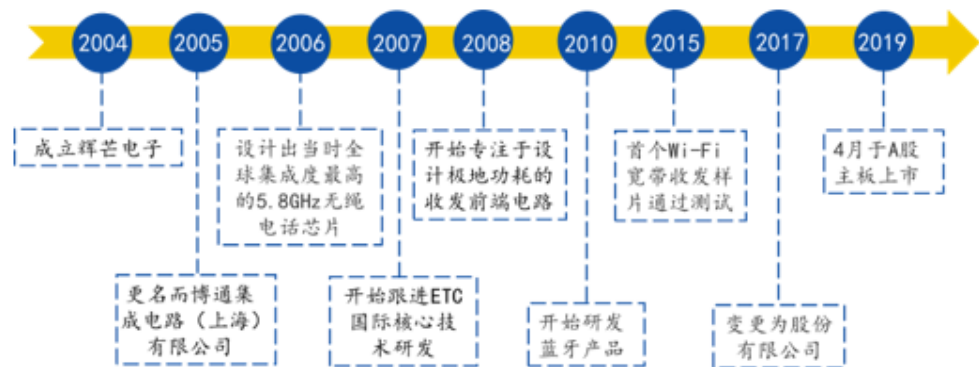 2004
2005
2006
2007
2008
2010
2015
2017
2019
成立辉芒电子
设计出当时全
球集成度最高
的5.8GHz无绳
电话芯片
开始专注于设
计极地功耗的
收发前端电路
首个Wi-Fi
宽带收发样
片通过测试
4月于A股
主板上市
更名而博通集
成电路（上海）
有限公司
开始跟进ETC
国际核心技
术研发
开始研发
蓝牙产品
变更为股份
有限公司